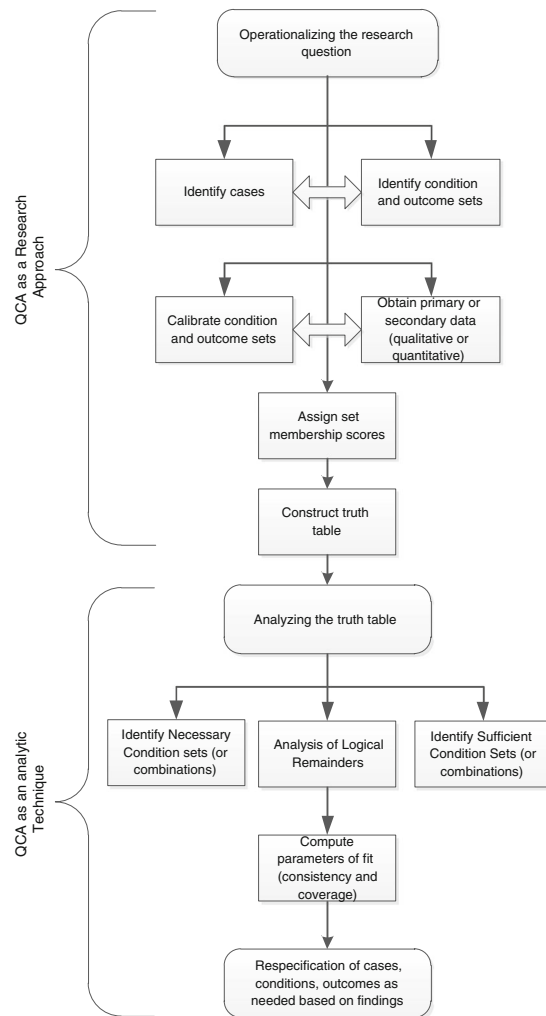 Operationalizing the research
question
QCA as a Research
Approach
Identify cases
Identify condition
and outcome sets
Calibrate condition
and outcome sets
Obtain primary or
secondary data
(qualitative or
quantitative)
Assign set
membership scores
Construct truth
table
QCA as an analytic
Technique
Analyzing the truth table
Identify Necessary
Condition sets (or
combinations)
Analysis of Logical
Remainders
Identify Sufficient
Condition Sets (or
combinations)
Compute
parameters of fit
(consistency and
coverage)
Respecification of cases,
conditions, outcomes as
needed based on findings